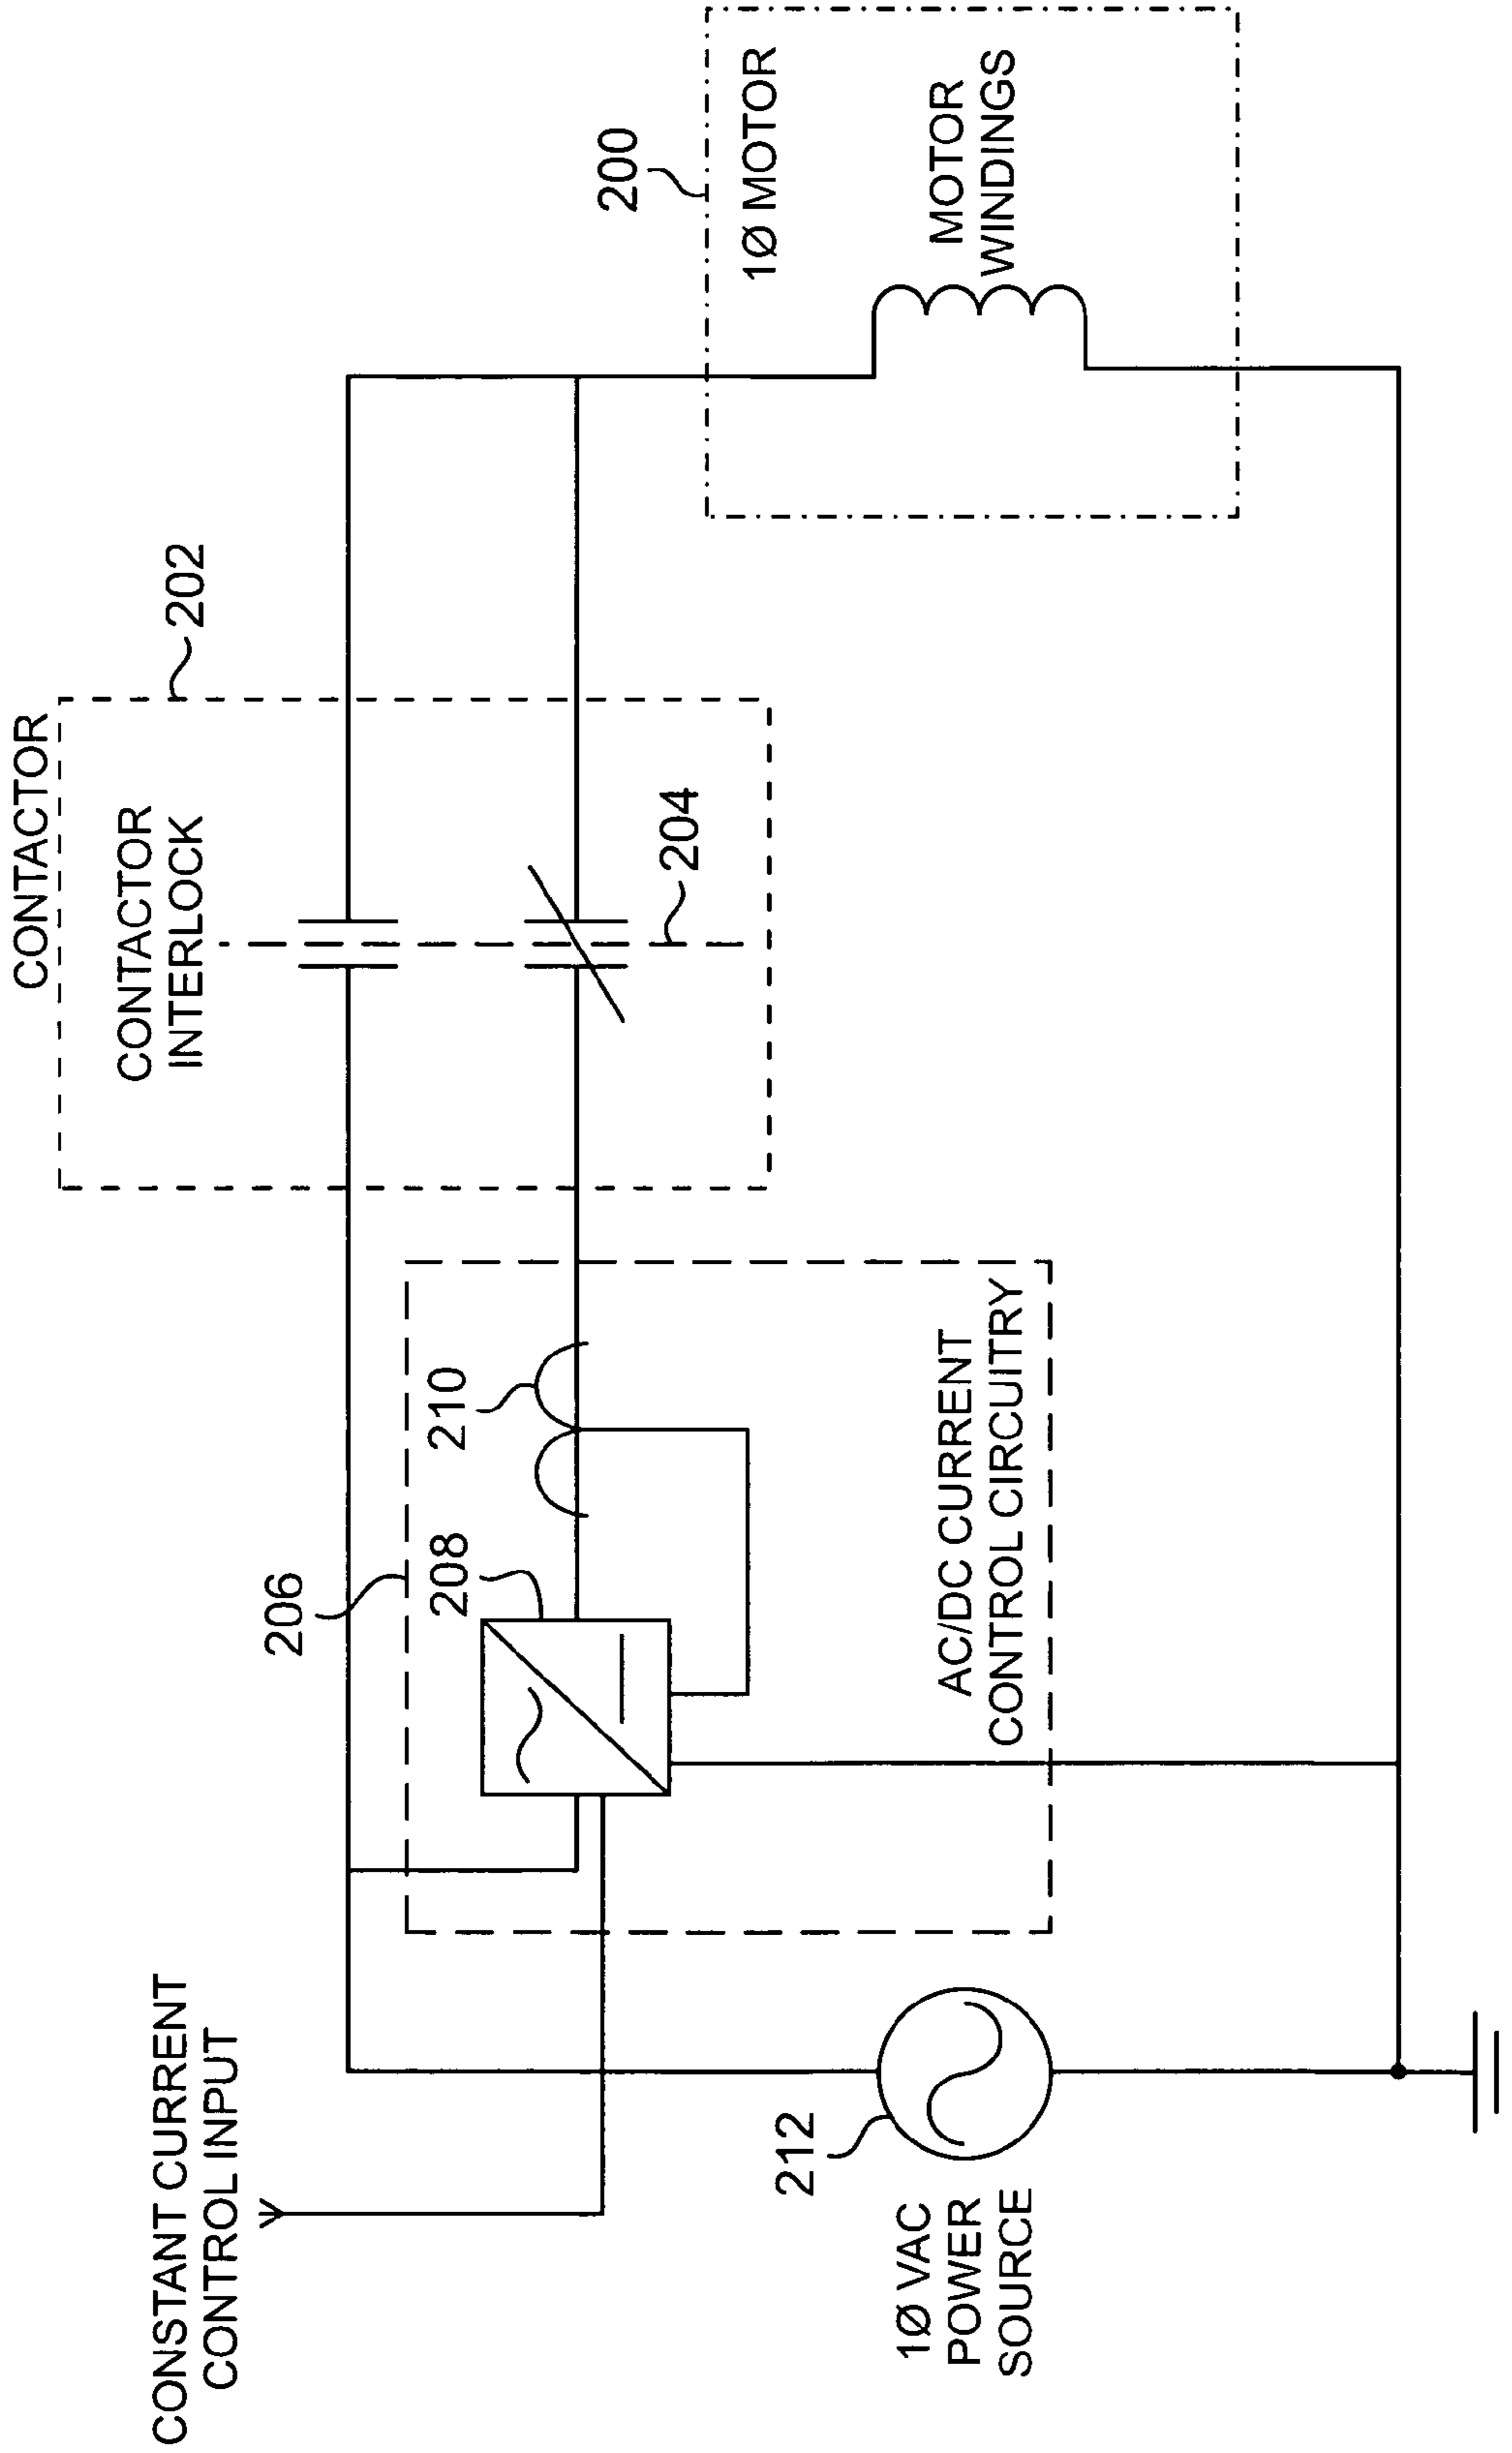 CONSTANT CURRENT
CONTROL INPUT
206
208
210
CONTACTOR
CONTACTOR
INTERLOCK
202
204
200
1Ø MOTOR
MOTOR
WINDINGS
212
1Ø VAC
POWER
SOURCE
AC/DC CURRENT
CONTROL CIRCUITRY